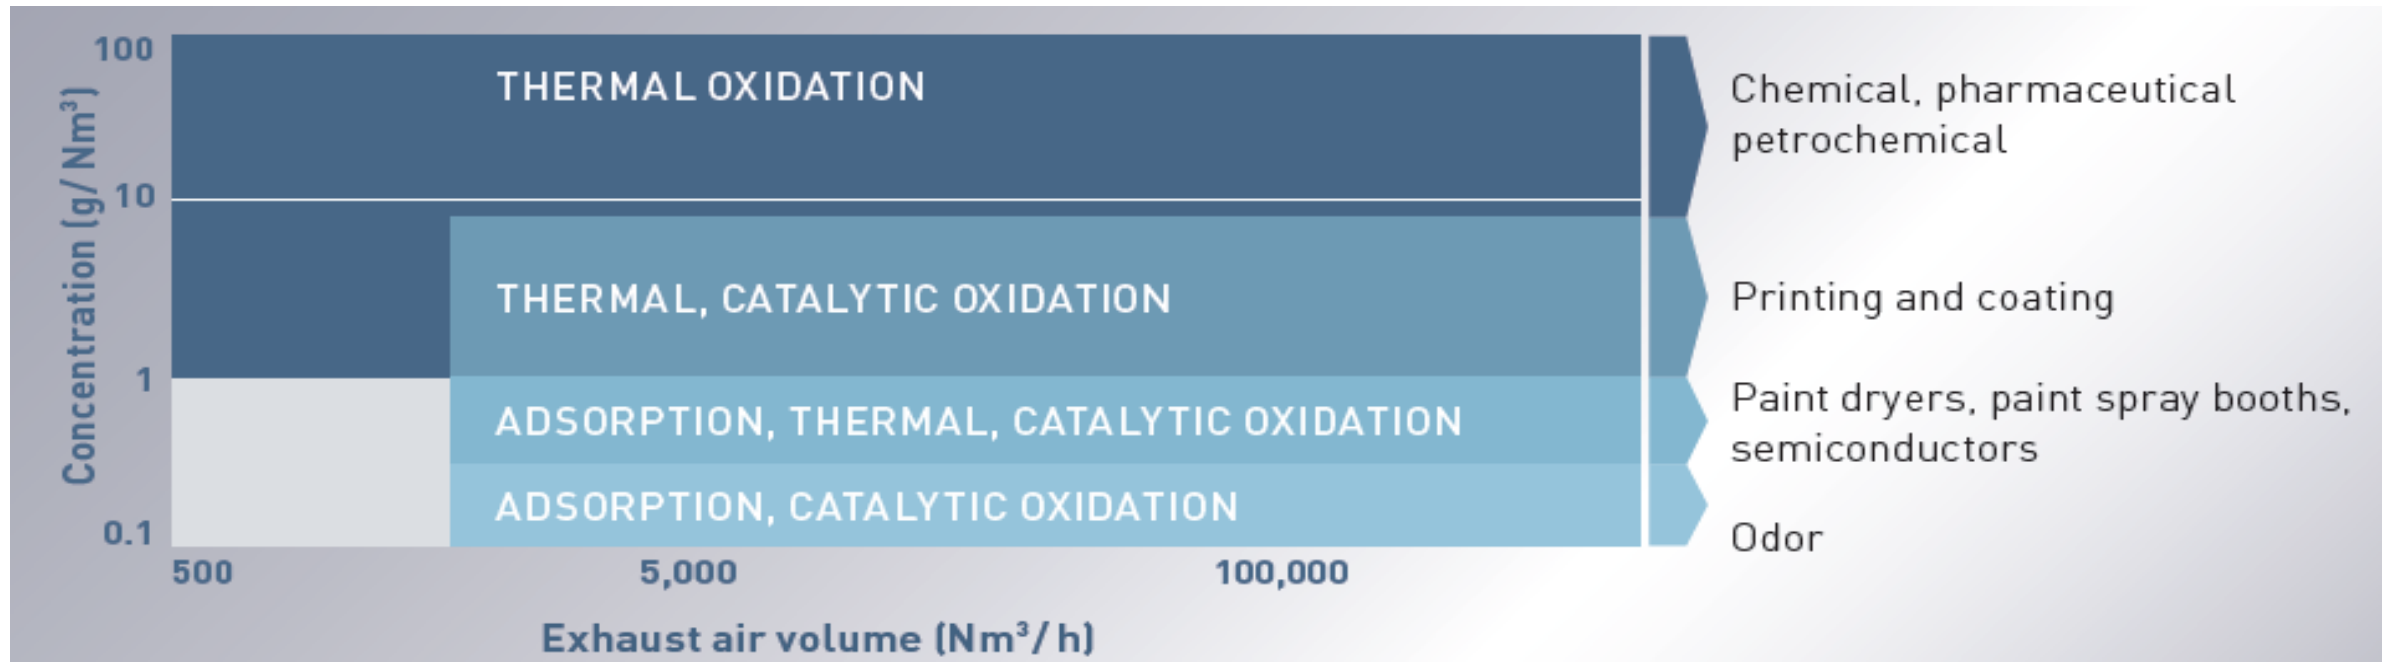 100
10
1
0.1
Concentration (g/Nm³)
THERMAL OXIDATION
THERMAL, CATALYTIC OXIDATION
ADSORPTION, THERMAL, CATALYTIC OXIDATION
ADSORPTION, CATALYTIC OXIDATION
Chemical, pharmaceutical
petrochemical
Printing and coating
Paint dryers, paint spray booths,
semiconductors
Odor
500
5,000
100,000
Exhaust air volume (Nm³/h)